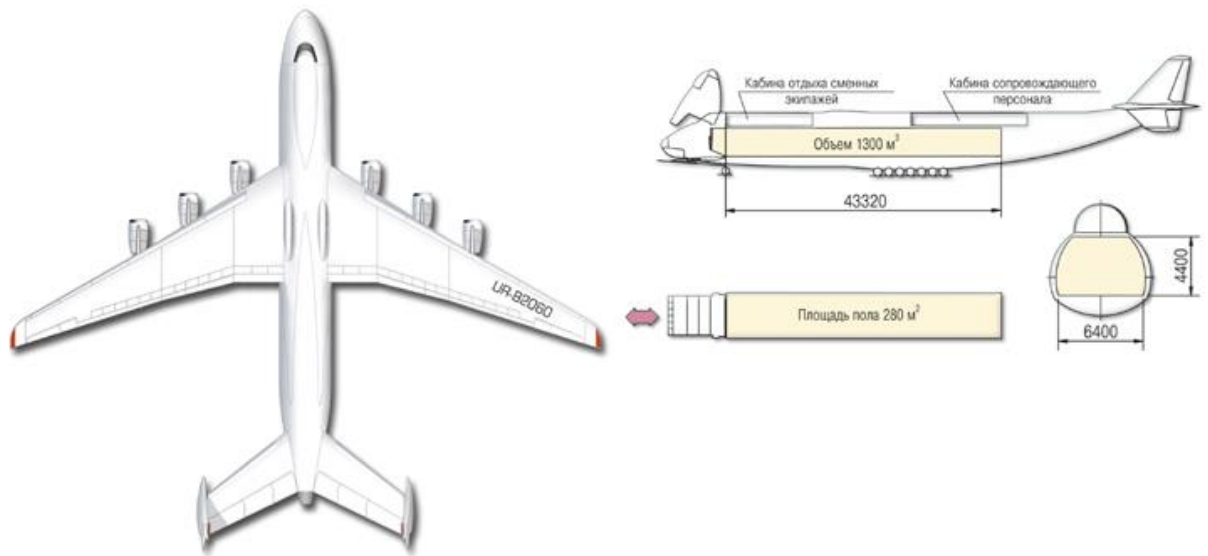 UR-82060
Кабина отдыха сменных
экипажей
Кабина сопровождающего
персонала
Объем 1300 м³
43320
Площадь пола 280 м²
4400
6400